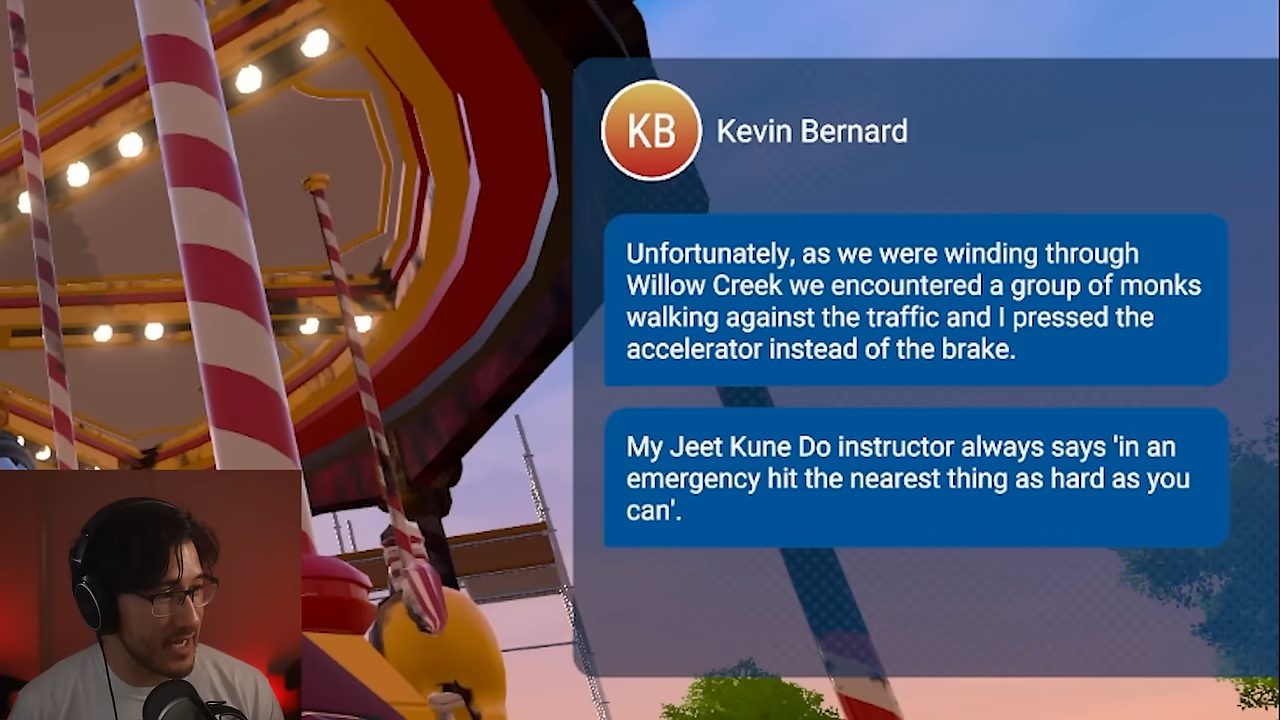 KB
Kevin Bernard
Unfortunately, as we were winding through
Willow Creek we encountered a group of monks
walking against the traffic and I pressed the
accelerator instead of the brake.
My Jeet Kune Do instructor always says 'in an
emergency hit the nearest thing as hard as you
can'.